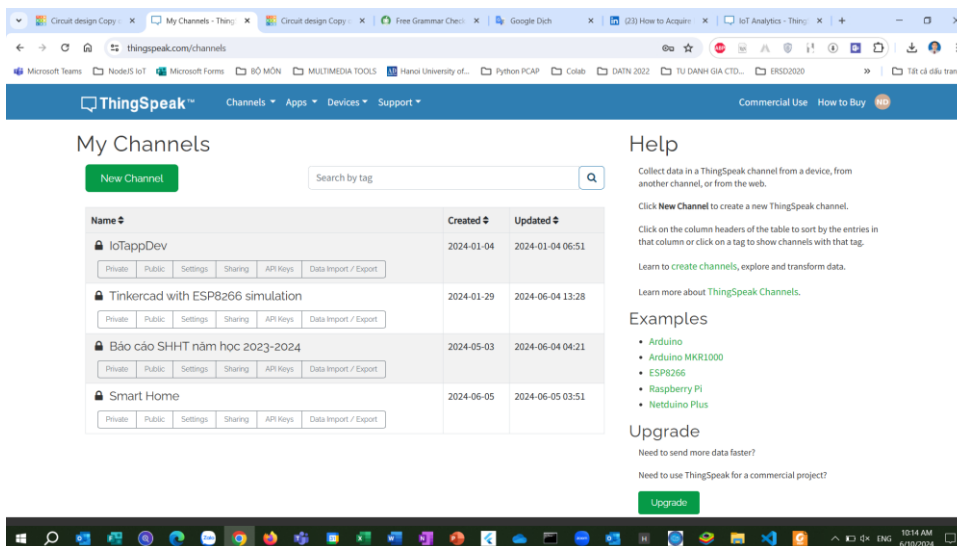 Circuit design Copy o
My Channels - Thing
Circuit design Copy o
Free Grammar Check
Google Dịch
(23) How to Acquire
IoT Analytics - Thing
thingspeak.com/channels
Microsoft Teams
NodeJS IoT
Microsoft Forms
BỘ MÔN
MULTIMEDIA TOOLS
Hanoi University of...
Python PCAP
Colab
DATN 2022
TU DANH GIA CTD...
ERSD2020
»
Tất cả dấu tran
ThingSpeak™
Channels
Apps
Devices
Support
Commercial Use
How to Buy
ND
My Channels
New Channel
Search by tag
Name
Created
Updated
IoTappDev
2024-01-04
2024-01-04 06:51
Private
Public
Settings
Sharing
API Keys
Data Import / Export
Tinkercad with ESP8266 simulation
2024-01-29
2024-06-04 13:28
Private
Public
Settings
Sharing
API Keys
Data Import / Export
Báo cáo SHHT năm học 2023-2024
2024-05-03
2024-06-04 04:21
Private
Public
Settings
Sharing
API Keys
Data Import / Export
Smart Home
2024-06-05
2024-06-05 03:51
Private
Public
Settings
Sharing
API Keys
Data Import / Export
Help
Collect data in a ThingSpeak channel from a device, from
another channel, or from the web.
Click New Channel to create a new ThingSpeak channel.
Click on the column headers of the table to sort by the entries in
that column or click on a tag to show channels with that tag.
Learn to create channels, explore and transform data.
Learn more about ThingSpeak Channels.
Examples
Arduino
Arduino MKR1000
ESP8266
Raspberry Pi
Netduino Plus
Upgrade
Need to send more data faster?
Need to use ThingSpeak for a commercial project?
Upgrade
Zalo
ENG
10:14 AM
6/10/2024